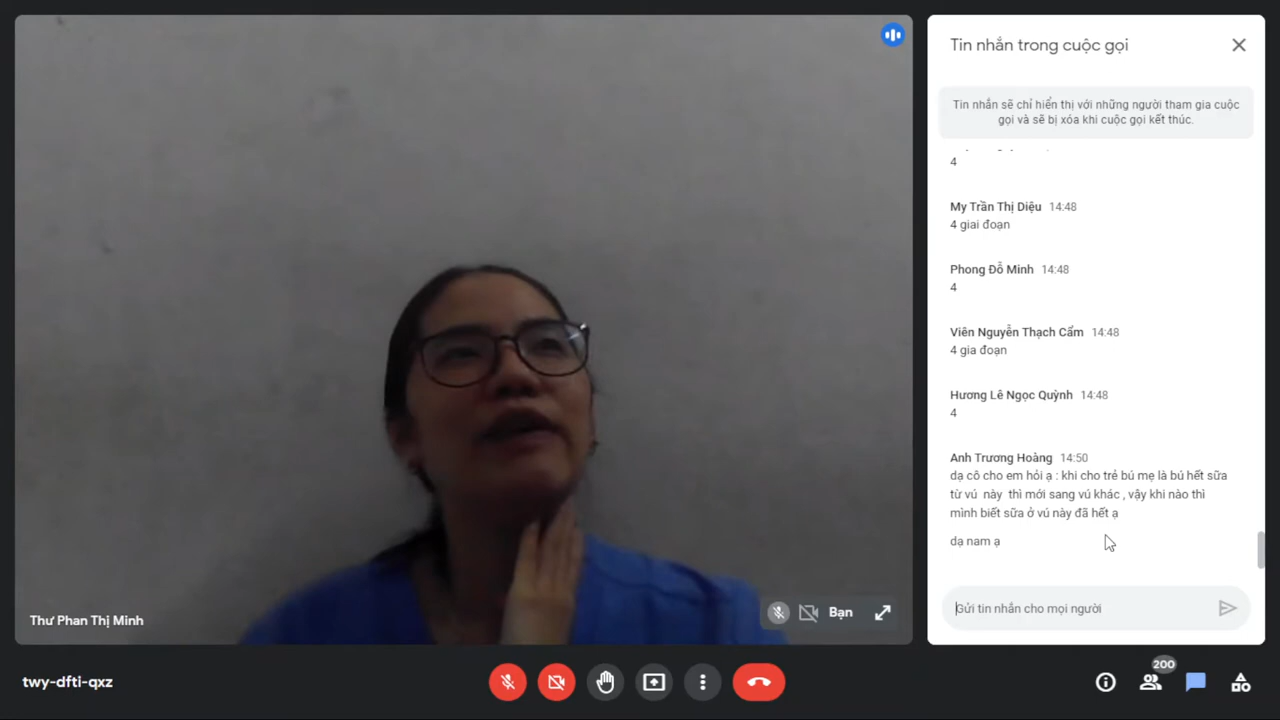 Tin nhắn trong cuộc gọi
Tin nhắn sẽ chỉ hiển thị với những người tham gia cuộc
gọi và sẽ bị xóa khi cuộc gọi kết thúc.
4
My Trần Thị Diệu 14:48
4 giai đoạn
Phong Đỗ Minh 14:48
4
Viên Nguyễn Thạch Cẩm 14:48
4 gia đoạn
Hương Lê Ngọc Quỳnh 14:48
4
Anh Trương Hoàng 14:50
dạ cô cho em hỏi ạ : khi cho trẻ bú mẹ là bú hết sữa
từ vú này thì mới sang vú khác , vậy khi nào thì
mình biết sữa ở vú này đã hết ạ
dạ nam ạ
Gửi tin nhắn cho mọi người
Thư Phan Thị Minh
Bạn
twy-dfti-qxz
200